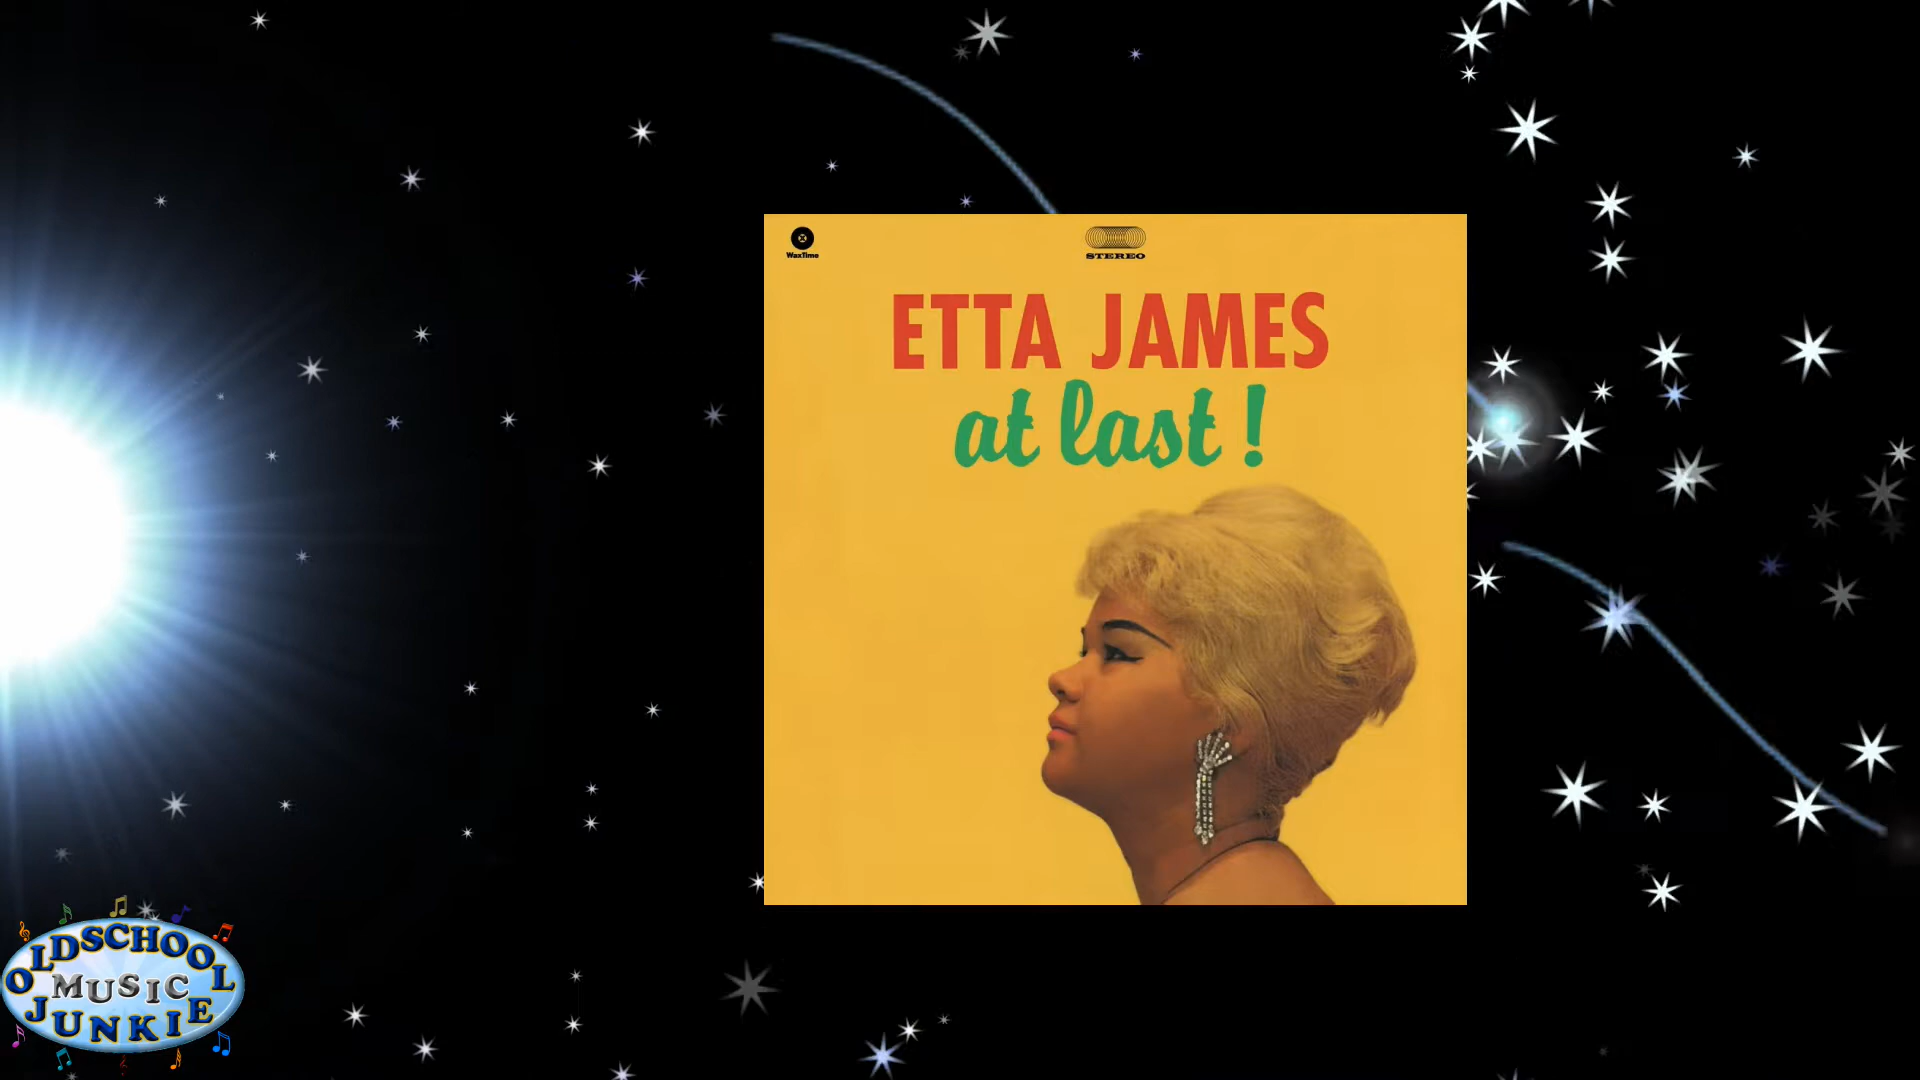 WaxTime
STEREO
ETTA JAMES
at last!
OLDSCHOOL
MUSIC
JUNKIE